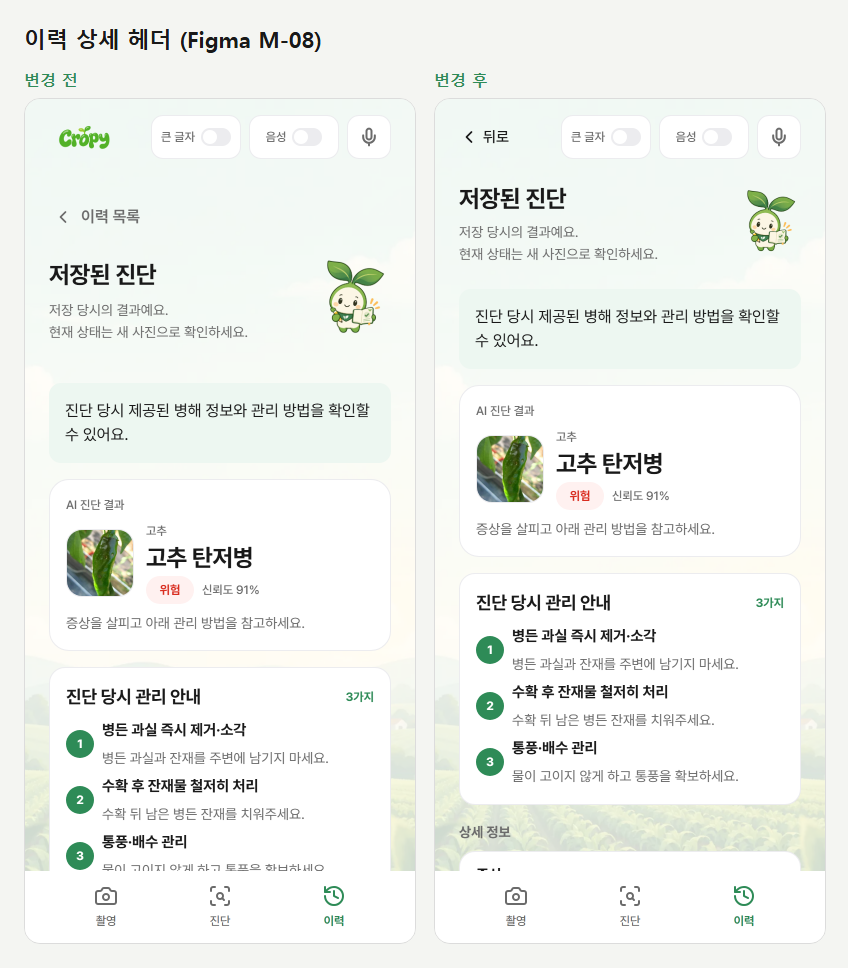 이력 상세 헤더 (Figma M-08)
변경 전
Cropy
큰 글자
음성
이력 목록
저장된 진단
저장 당시의 결과예요.
현재 상태는 새 사진으로 확인하세요.
진단 당시 제공된 병해 정보와 관리 방법을 확인할
수 있어요.
AI 진단 결과
고추
고추 탄저병
위험
신뢰도 91%
증상을 살피고 아래 관리 방법을 참고하세요.
진단 당시 관리 안내
3가지
1
병든 과실 즉시 제거·소각
병든 과실과 잔재를 주변에 남기지 마세요.
2
수확 후 잔재물 철저히 처리
수확 뒤 남은 병든 잔재를 치워주세요.
3
통풍·배수 관리
물이 고이지 않게 하고 통풍을 확보하세요.
촬영
진단
이력
변경 후
뒤로
큰 글자
음성
저장된 진단
저장 당시의 결과예요.
현재 상태는 새 사진으로 확인하세요.
진단 당시 제공된 병해 정보와 관리 방법을 확인할
수 있어요.
AI 진단 결과
고추
고추 탄저병
위험
신뢰도 91%
증상을 살피고 아래 관리 방법을 참고하세요.
진단 당시 관리 안내
3가지
1
병든 과실 즉시 제거·소각
병든 과실과 잔재를 주변에 남기지 마세요.
2
수확 후 잔재물 철저히 처리
수확 뒤 남은 병든 잔재를 치워주세요.
3
통풍·배수 관리
물이 고이지 않게 하고 통풍을 확보하세요.
상세 정보
촬영
진단
이력